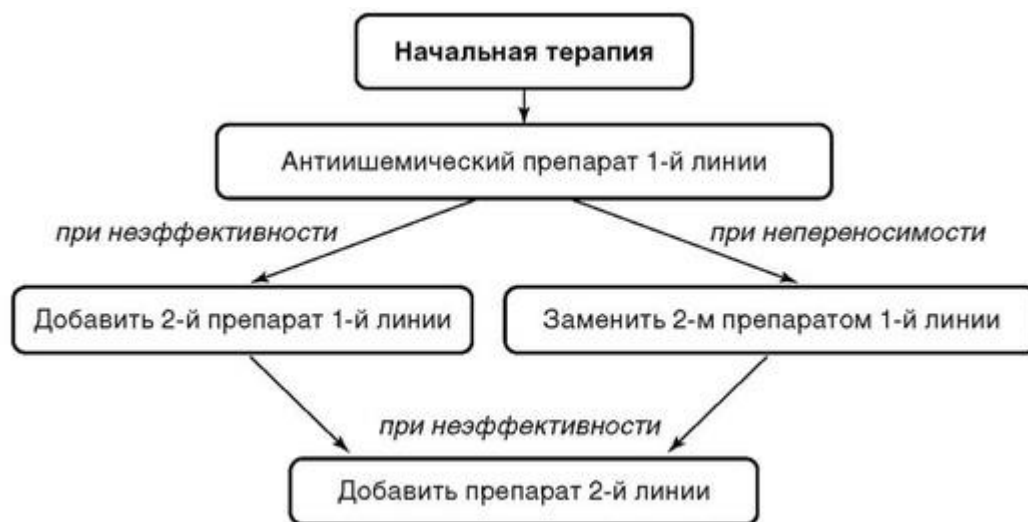 Начальная терапия
Антиишемический препарат 1-й линии
при неэффективности
при непереносимости
Добавить 2-й препарат 1-й линии
Заменить 2-м препаратом 1-й линии
при неэффективности
Добавить препарат 2-й линии